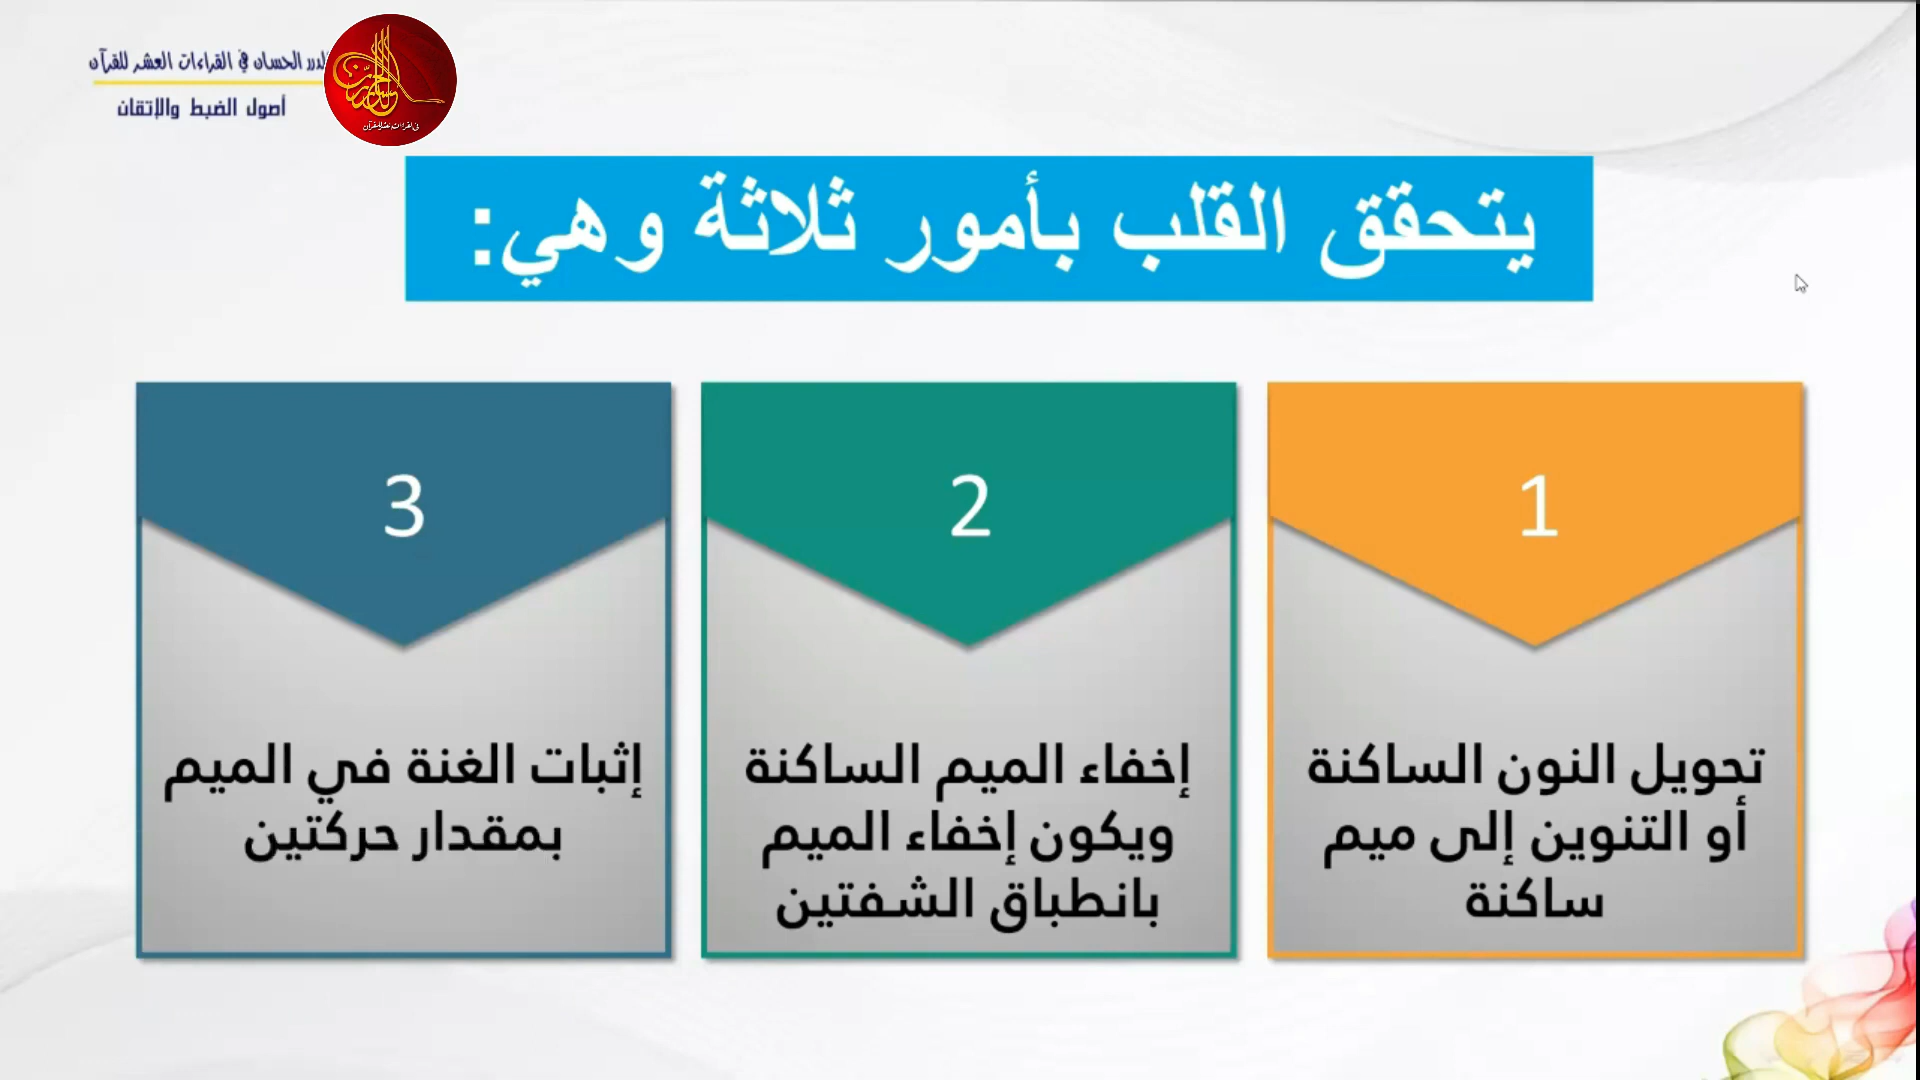 الدرر الحسان في القراءات العشر للقرآن
أصول الضبط والإتقان
يتحقق القلب بأمور ثلاثة وهي:
1
تحويل النون الساكنة
أو التنوين إلى ميم
ساكنة
2
إخفاء الميم الساكنة
ويكون إخفاء الميم
بانطباق الشفتين
3
إثبات الغنة في الميم
بمقدار حركتين